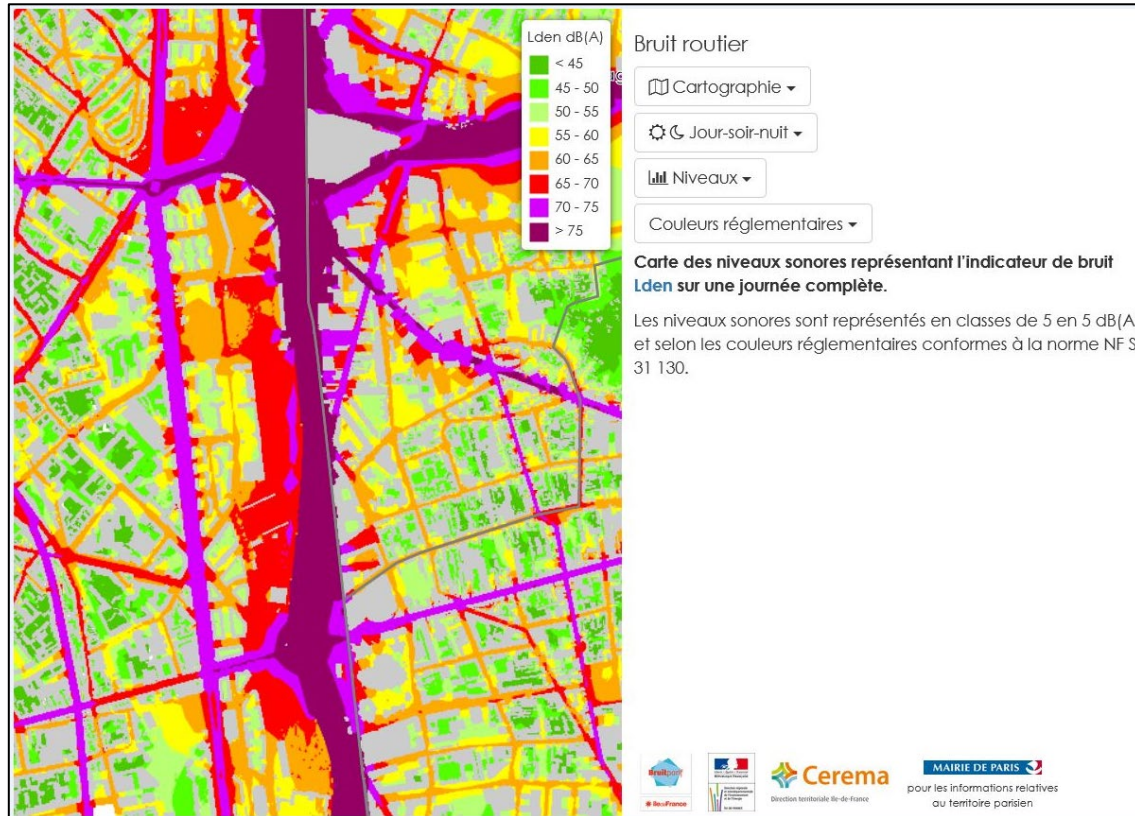 Lden dB(A)
< 45
45 - 50
50 - 55
55 - 60
60 - 65
65 - 70
70 - 75
> 75
Bruit routier
Cartographie
Jour-soir-nuit
Niveaux
Couleurs réglementaires
Carte des niveaux sonores représentant l'indicateur de bruit
Lden sur une journée complète.
Les niveaux sonores sont représentés en classes de 5 en 5 dB(A
et selon les couleurs réglementaires conformes à la norme NF S
31 130.
Bruitparif
île de France
Cerema
Direction territoriale Ile-de-France
MAIRIE DE PARIS
pour les informations relatives
au territoire parisien